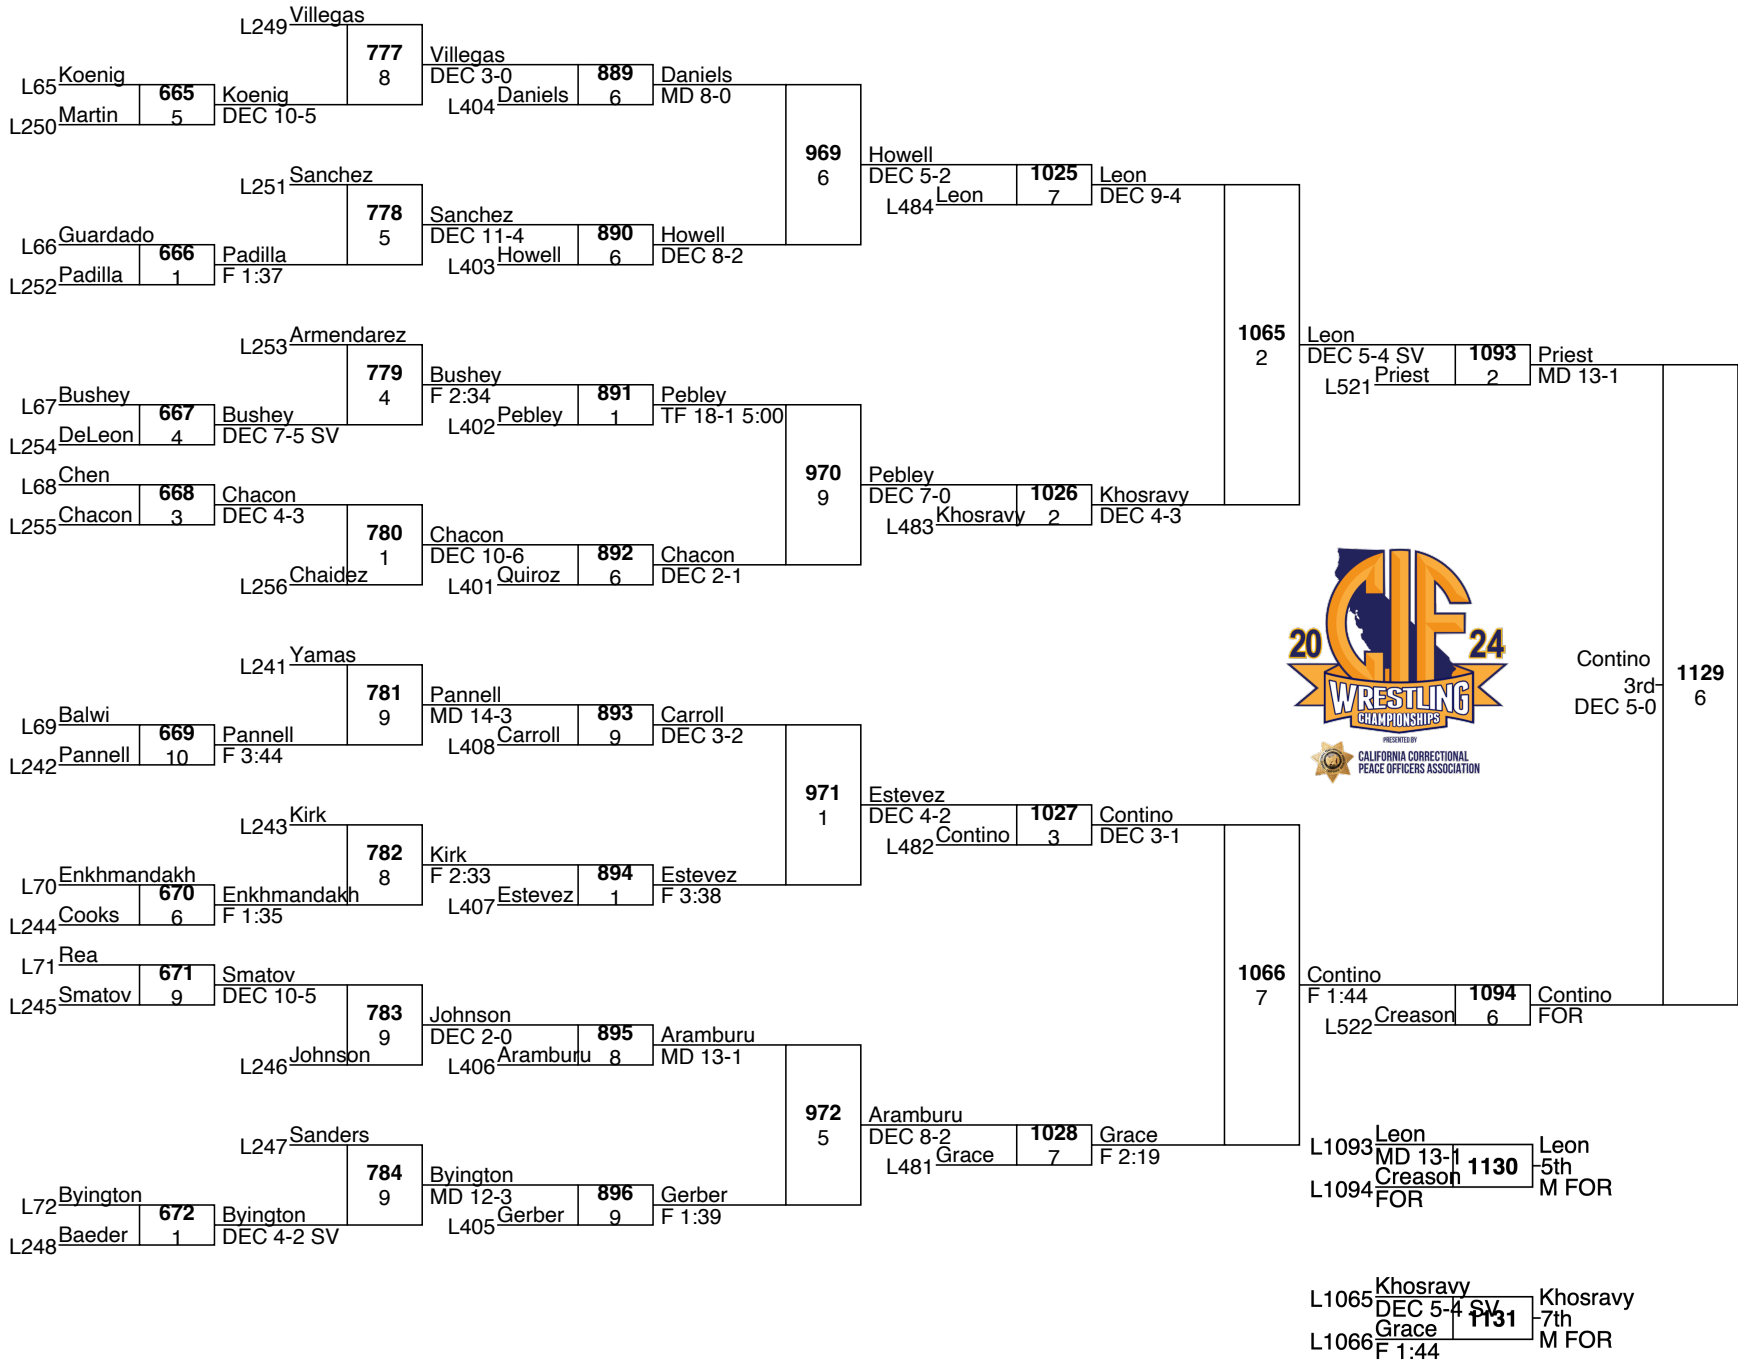 L249 Villegas
777
8
Villegas
DEC 3-0
L65 Koenig
665
5
Koenig
DEC 10-5
L250 Martin
L404 Daniels
889
6
Daniels
MD 8-0
969
6
Howell
DEC 5-2
L251 Sanchez
778
5
Sanchez
DEC 11-4
L66 Guardado
666
1
Padilla
F 1:37
L252 Padilla
L403 Howell
890
6
Howell
DEC 8-2
L484 Leon
1025
7
Leon
DEC 9-4
L253 Armendarez
779
4
Bushey
F 2:34
L67 Bushey
667
4
Bushey
DEC 7-5 SV
L254 DeLeon
L402 Pebley
891
1
Pebley
TF 18-1 5:00
L68 Chen
668
3
Chacon
DEC 4-3
L255 Chacon
780
1
Chacon
DEC 10-6
L256 Chaidez
L401 Quiroz
892
6
Chacon
DEC 2-1
970
9
Pebley
DEC 7-0
L483 Khosravy
1026
2
Khosravy
DEC 4-3
1065
2
Leon
DEC 5-4 SV
L521 Priest
1093
2
Priest
MD 13-1
L241 Yamas
781
9
Pannell
MD 14-3
L69 Balwi
669
10
Pannell
F 3:44
L242 Pannell
L408 Carroll
893
9
Carroll
DEC 3-2
971
1
Estevez
DEC 4-2
L243 Kirk
782
8
Kirk
F 2:33
L70 Enkhmandakh
670
6
Enkhmandakh
F 1:35
L244 Cooks
L407 Estevez
894
1
Estevez
F 3:38
L482 Contino
1027
3
Contino
DEC 3-1
L71 Rea
671
9
Smatov
DEC 10-5
L245 Smatov
783
9
Johnson
DEC 2-0
L246 Johnson
L406 Aramburu
895
8
Aramburu
MD 13-1
972
5
Aramburu
DEC 8-2
L247 Sanders
784
9
Byington
MD 12-3
L72 Byington
672
1
Byington
DEC 4-2 SV
L248 Baeder
L405 Gerber
896
9
Gerber
F 1:39
L481 Grace
1028
7
Grace
F 2:19
1066
7
Contino
F 1:44
L522 Creason
1094
6
Contino
FOR
20 CIF 24
WRESTLING
CHAMPIONSHIPS
PRESENTED BY
CALIFORNIA CORRECTIONAL
PEACE OFFICERS ASSOCIATION
Contino
3rd
DEC 5-0
1129
6
L1093 Leon
MD 13-1
L1094 Creason
FOR
1130
Leon
5th
M FOR
L1065 Khosravy
DEC 5-4 SV
L1066 Grace
F 1:44
1131
Khosravy
7th
M FOR